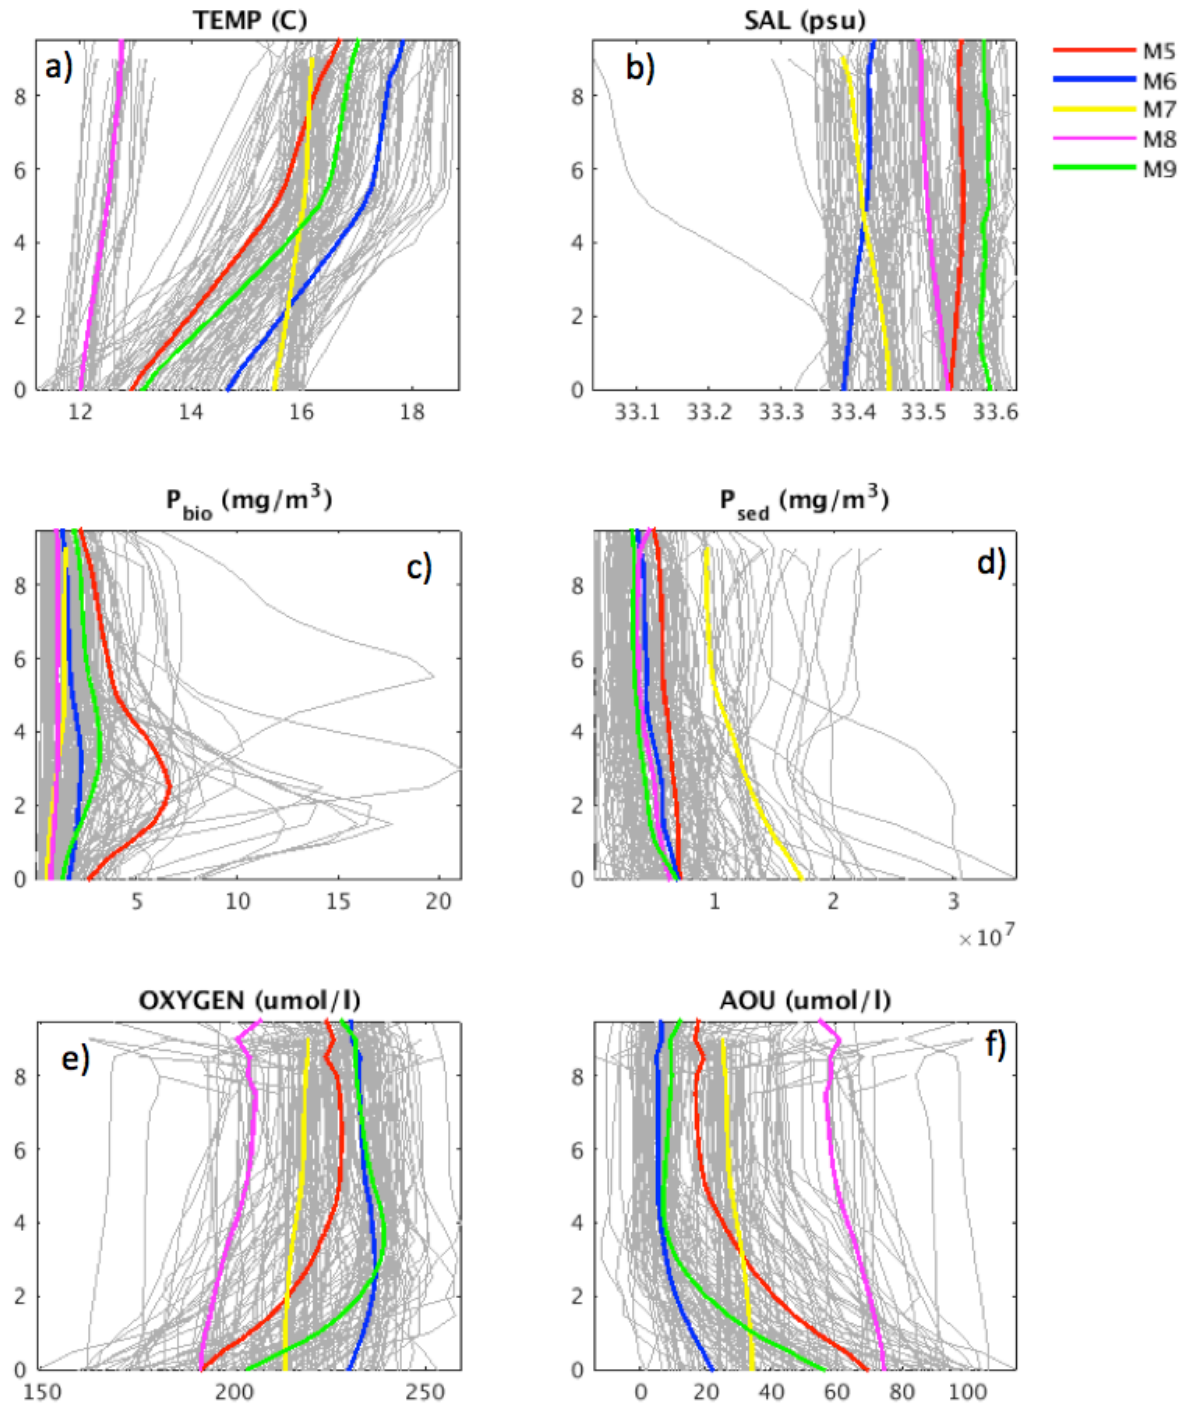 TEMP (C)
SAL (psu)
a)
b)
M5
M6
M7
M8
M9
8
6
4
2
0
12 14 16 18
8
6
4
2
0
33.1 33.2 33.3 33.4 33.5 33.6
P_bio (mg/m³)
P_sed (mg/m³)
c)
d)
8
6
4
2
0
5 10 15 20
8
6
4
2
0
1 2 3
×10⁷
OXYGEN (umol/l)
AOU (umol/l)
e)
f)
8
6
4
2
0
150 200 250
8
6
4
2
0
0 20 40 60 80 100